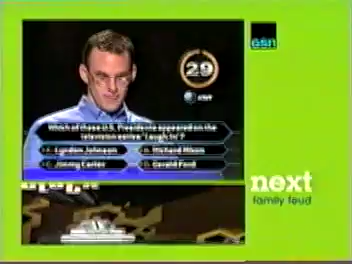 GSN
29
Which of these U.S. Presidents appeared on the
television series "Laugh-In"?
A: Lyndon Johnson
B: Richard Nixon
C: Jimmy Carter
D: Gerald Ford
next
family feud